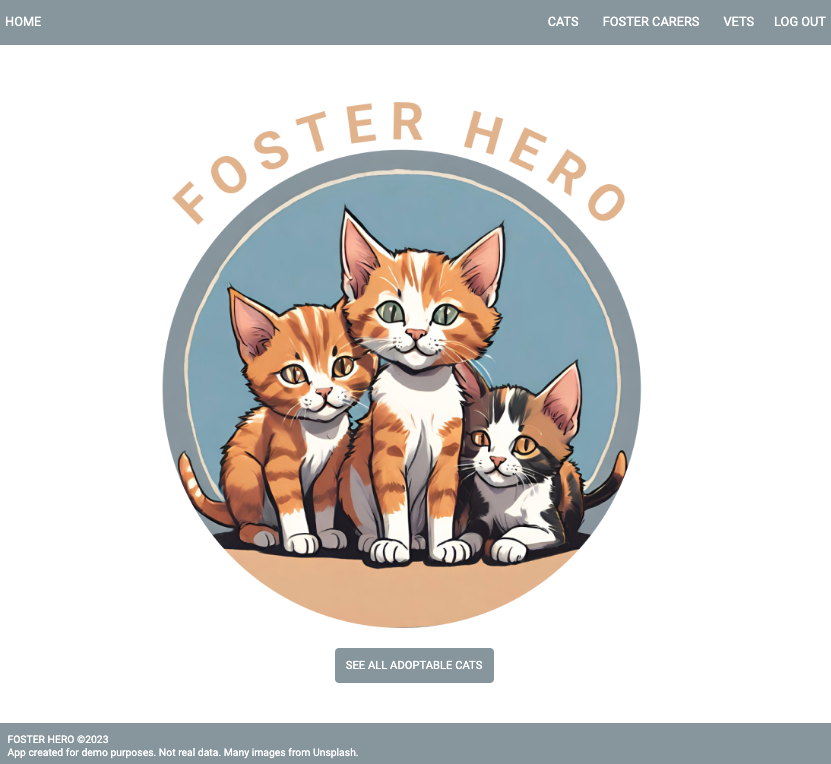 HOME CATS FOSTER CARERS VETS LOG OUT
FOSTER HERO
SEE ALL ADOPTABLE CATS
FOSTER HERO ©2023
App created for demo purposes. Not real data. Many images from Unsplash.